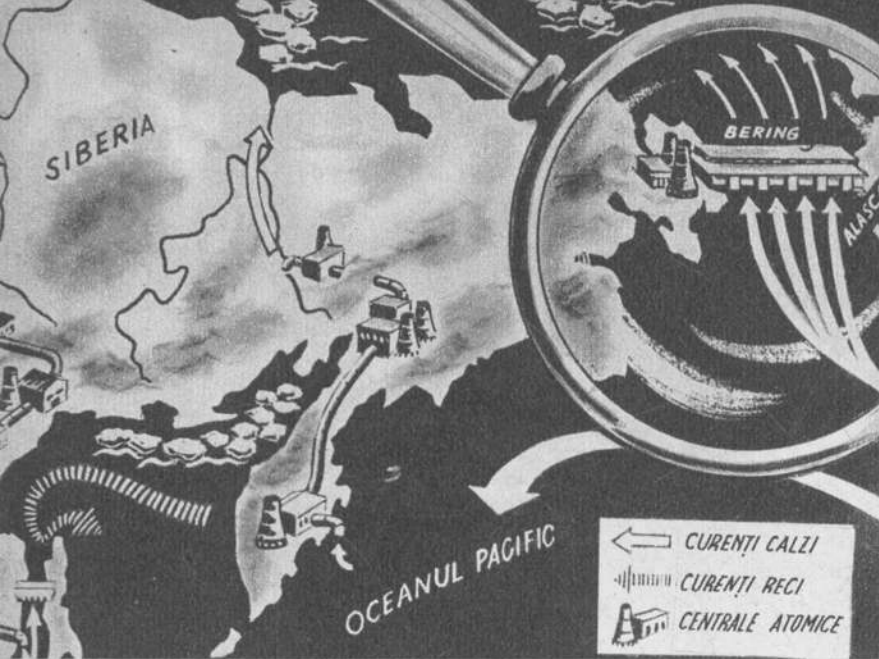 SIBERIA
BERING
ALASC
OCEANUL PACIFIC
CURENȚI CALZI
CURENȚI RECI
CENTRALE ATOMICE